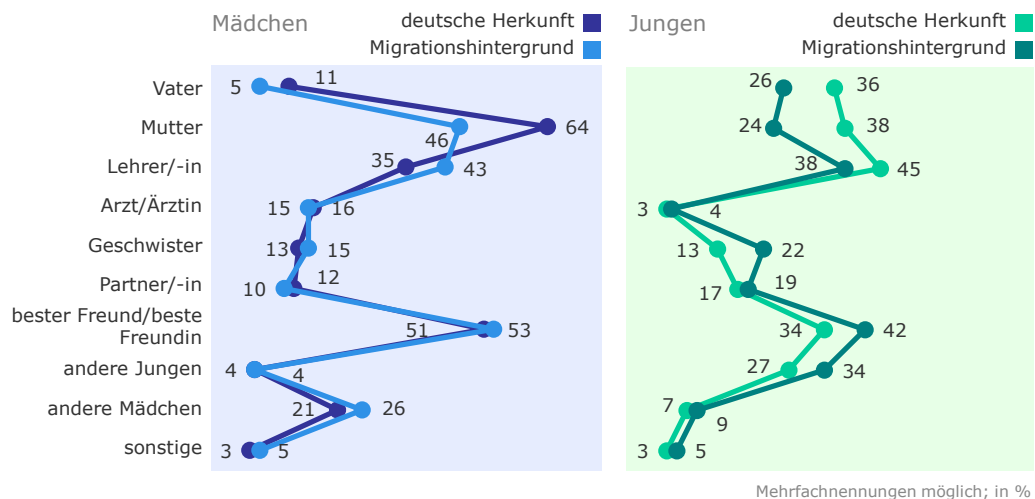 Mädchen
deutsche Herkunft
Migrationshintergrund
Jungen
deutsche Herkunft
Migrationshintergrund
Vater 5 11 26 36
Mutter 46 64 24 38
Lehrer/-in 35 43 38 45
Arzt/Ärztin 15 16 3 4
Geschwister 13 15 13 22
Partner/-in 10 12 17 19
bester Freund/beste
Freundin 51 53 34 42
andere Jungen 4 4 27 34
andere Mädchen 21 26 7 9
sonstige 3 5 3 5
Mehrfachnennungen möglich; in %